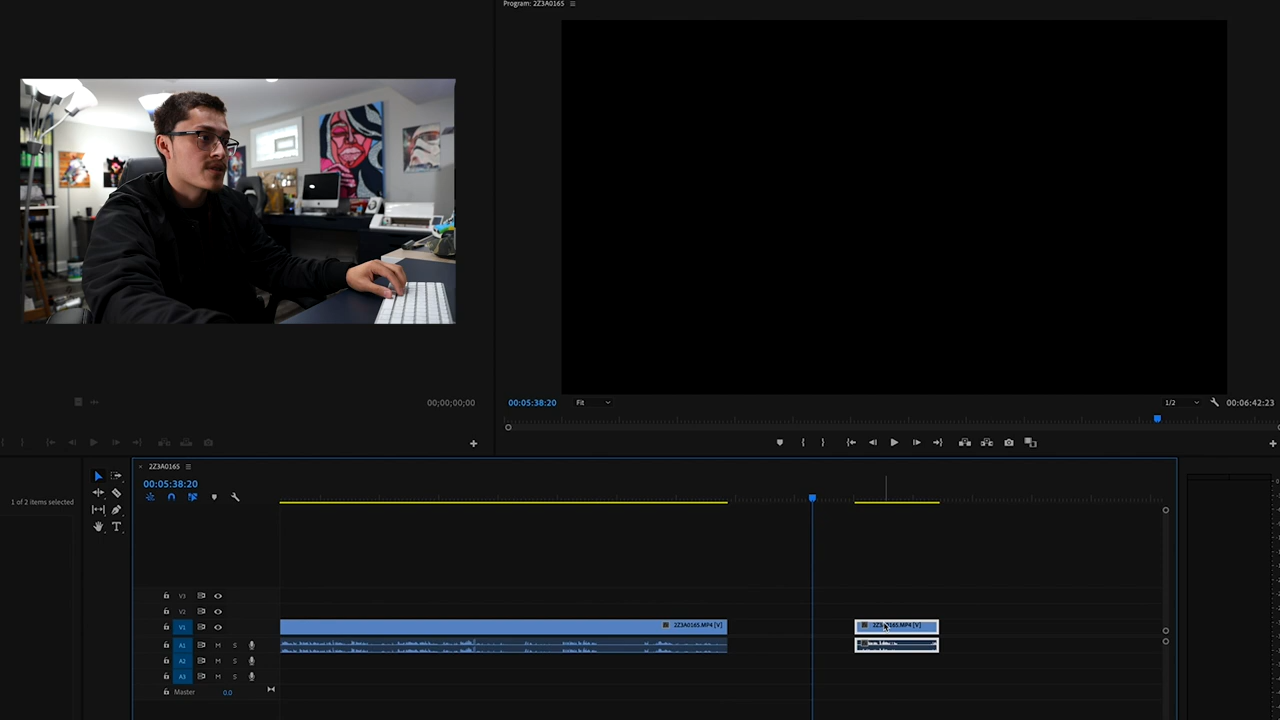 Program: 2Z3A0165
00;00;00;00
00:05:38:20
Fit
1/2
00:06:42:23
1 of 2 items selected
2Z3A0165
00:05:38:20
V3
V2
V1
2Z3A0165.MP4 [V]
2Z3A0165.MP4 [V]
A1 M S
A2 M S
A3 M S
Master 0.0